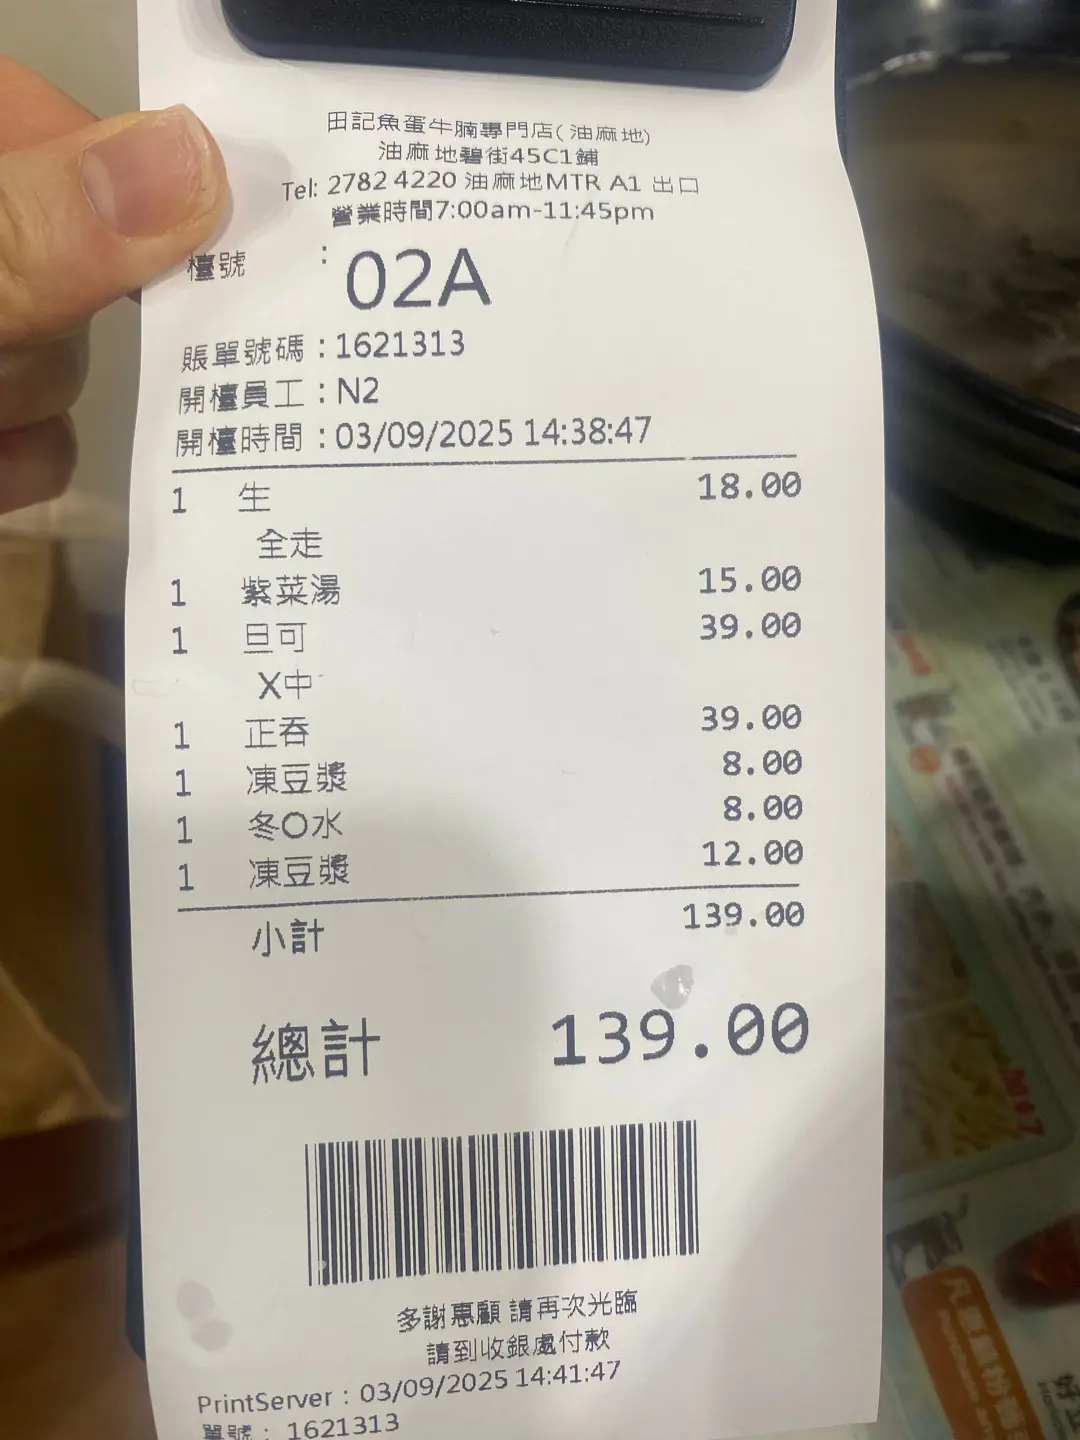 田記魚蛋牛腩專門店(油麻地)
油麻地碧街45C1鋪
Tel: 2782 4220 油麻地MTR A1 出口
營業時間7:00am-11:45pm
檯號 : 02A
賬單號碼 : 1621313
開檯員工 : N2
開檯時間 : 03/09/2025 14:38:47
1 生 18.00
全走
1 紫菜湯 15.00
1 旦可 39.00
X中
1 正吞 39.00
1 凍豆漿 8.00
1 冬O水 8.00
1 凍豆漿 12.00
小計 139.00
總計 139.00
多謝惠顧 請再次光臨
請到收銀處付款
PrintServer : 03/09/2025 14:41:47
單號 : 1621313